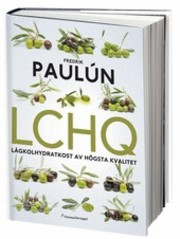 FREDRIK
PAULÚN
LCHQ
LÅGKOLHYDRATKOST AV HÖGSTA KVALITET